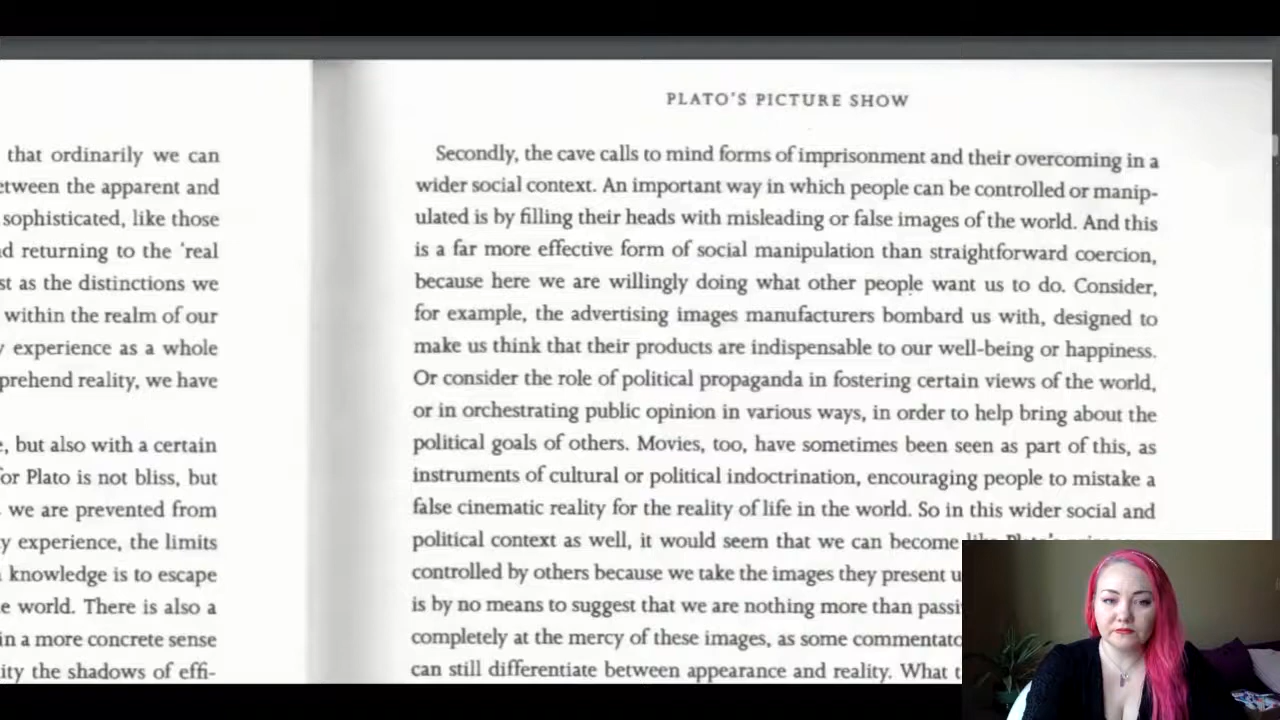 that ordinarily we can
etween the apparent and
sophisticated, like those
d returning to the 'real
st as the distinctions we
within the realm of our
y experience as a whole
prehend reality, we have
e, but also with a certain
or Plato is not bliss, but
we are prevented from
y experience, the limits
knowledge is to escape
e world. There is also a
in a more concrete sense
ity the shadows of effi-
PLATO'S PICTURE SHOW
Secondly, the cave calls to mind forms of imprisonment and their overcoming in a
wider social context. An important way in which people can be controlled or manip-
ulated is by filling their heads with misleading or false images of the world. And this
is a far more effective form of social manipulation than straightforward coercion,
because here we are willingly doing what other people want us to do. Consider,
for example, the advertising images manufacturers bombard us with, designed to
make us think that their products are indispensable to our well-being or happiness.
Or consider the role of political propaganda in fostering certain views of the world,
or in orchestrating public opinion in various ways, in order to help bring about the
political goals of others. Movies, too, have sometimes been seen as part of this, as
instruments of cultural or political indoctrination, encouraging people to mistake a
false cinematic reality for the reality of life in the world. So in this wider social and
political context as well, it would seem that we can become
controlled by others because we take the images they present u
is by no means to suggest that we are nothing more than passi
completely at the mercy of these images, as some commentato
can still differentiate between appearance and reality. What t